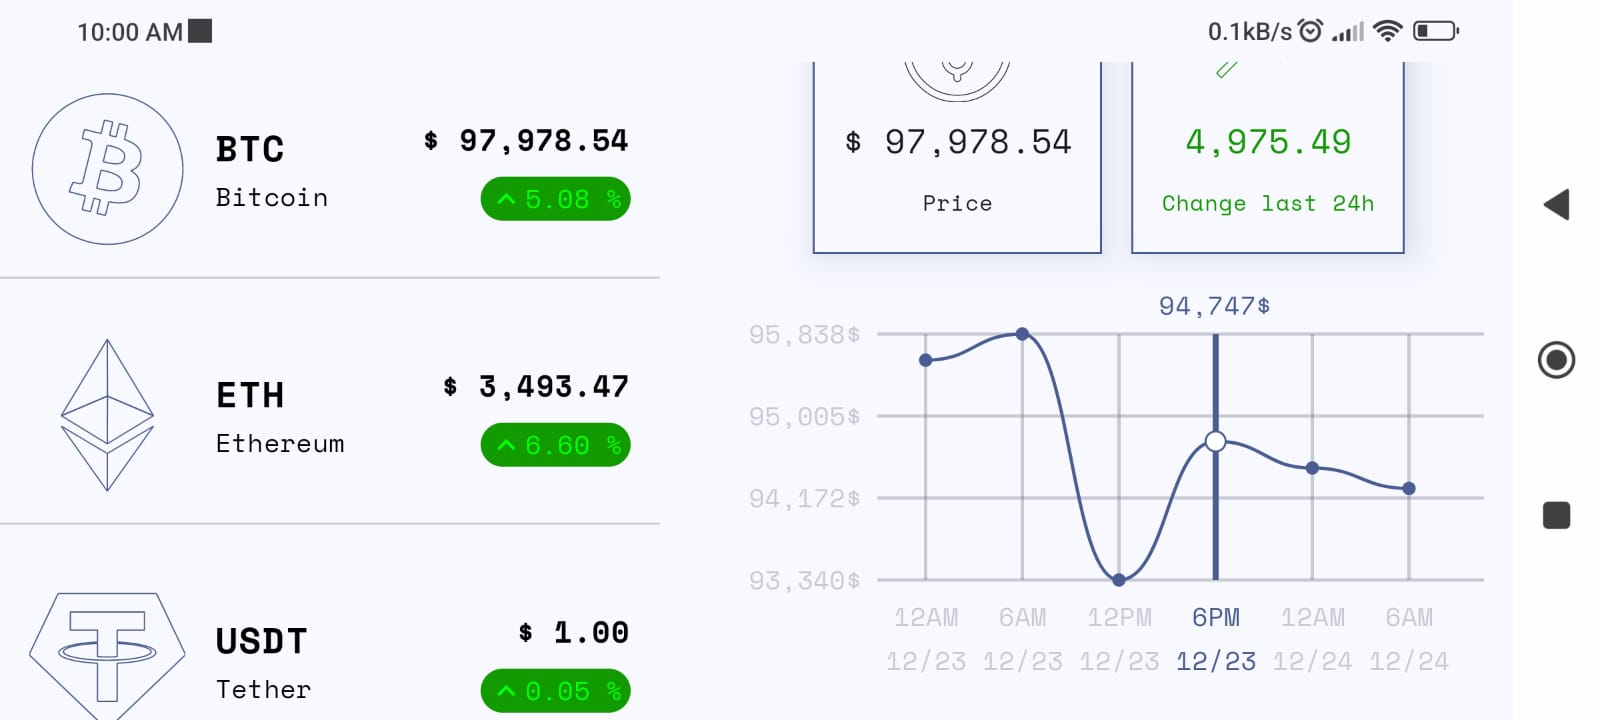 10:00 AM
0.1kB/s
BTC
Bitcoin
$ 97,978.54
5.08 %
ETH
Ethereum
$ 3,493.47
6.60 %
USDT
Tether
$ 1.00
0.05 %
$ 97,978.54
Price
4,975.49
Change last 24h
94,747$
95,838$
95,005$
94,172$
93,340$
12AM 6AM 12PM 6PM 12AM 6AM
12/23 12/23 12/23 12/23 12/24 12/24